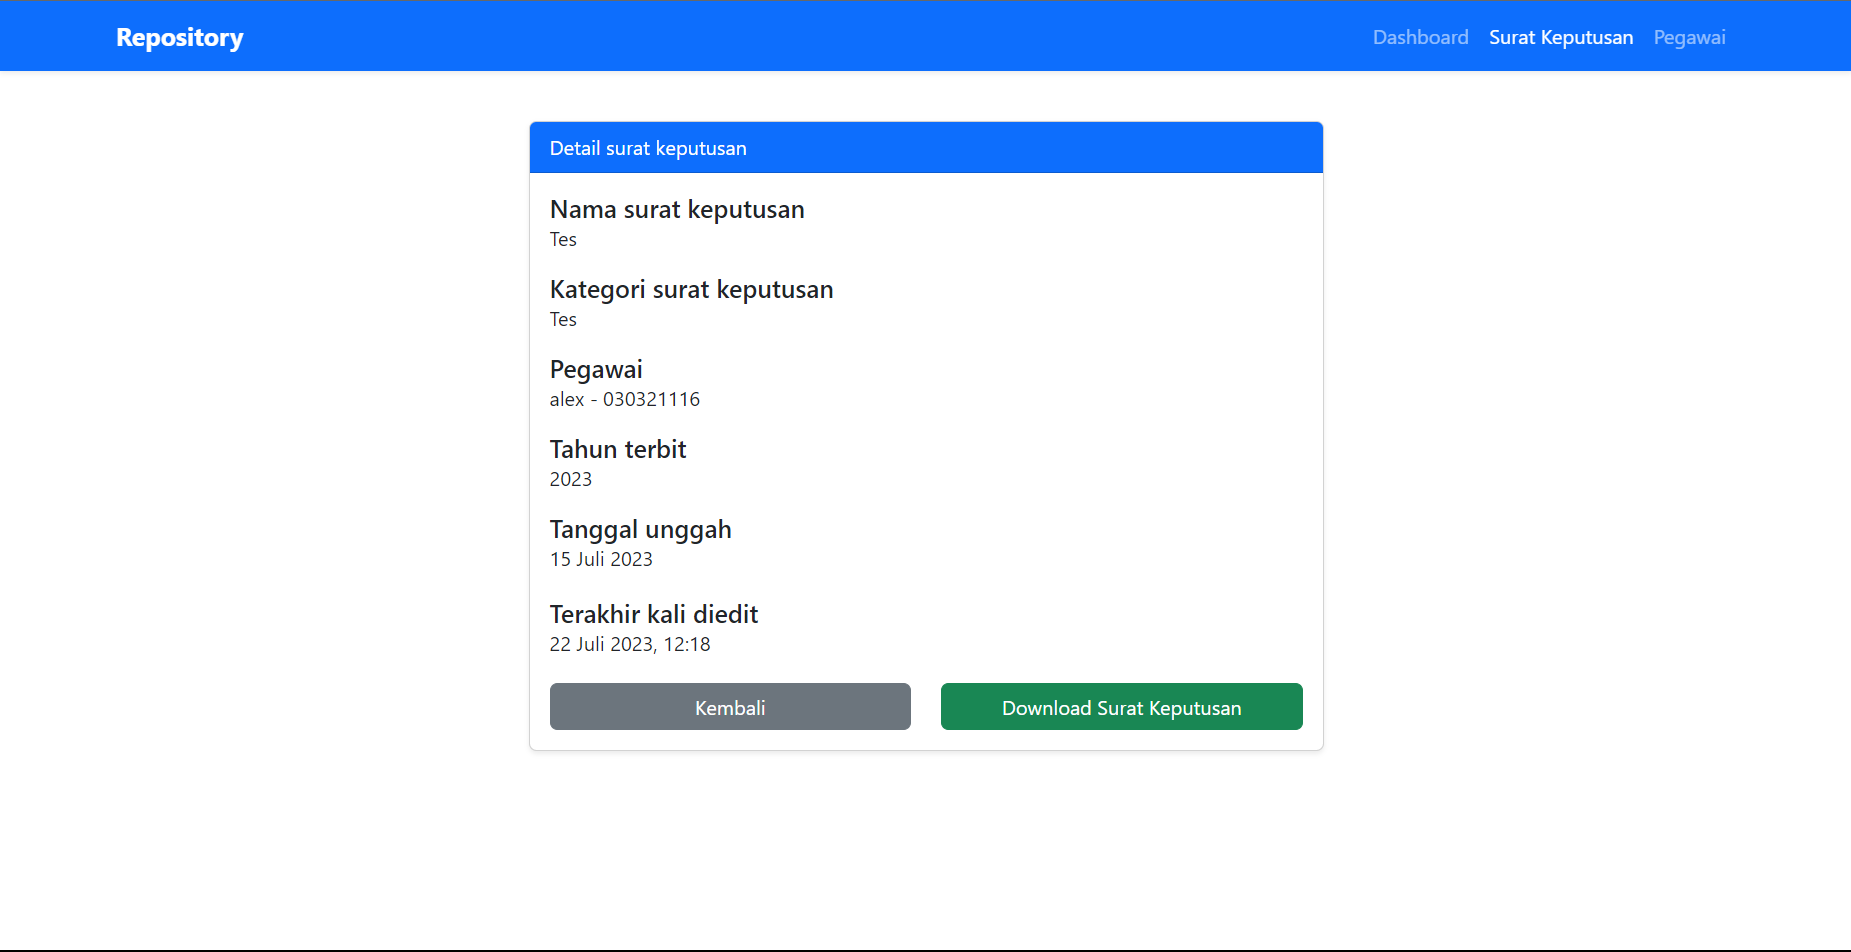 Repository
Dashboard Surat Keputusan Pegawai
Detail surat keputusan
Nama surat keputusan
Tes
Kategori surat keputusan
Tes
Pegawai
alex - 030321116
Tahun terbit
2023
Tanggal unggah
15 Juli 2023
Terakhir kali diedit
22 Juli 2023, 12:18
Kembali
Download Surat Keputusan